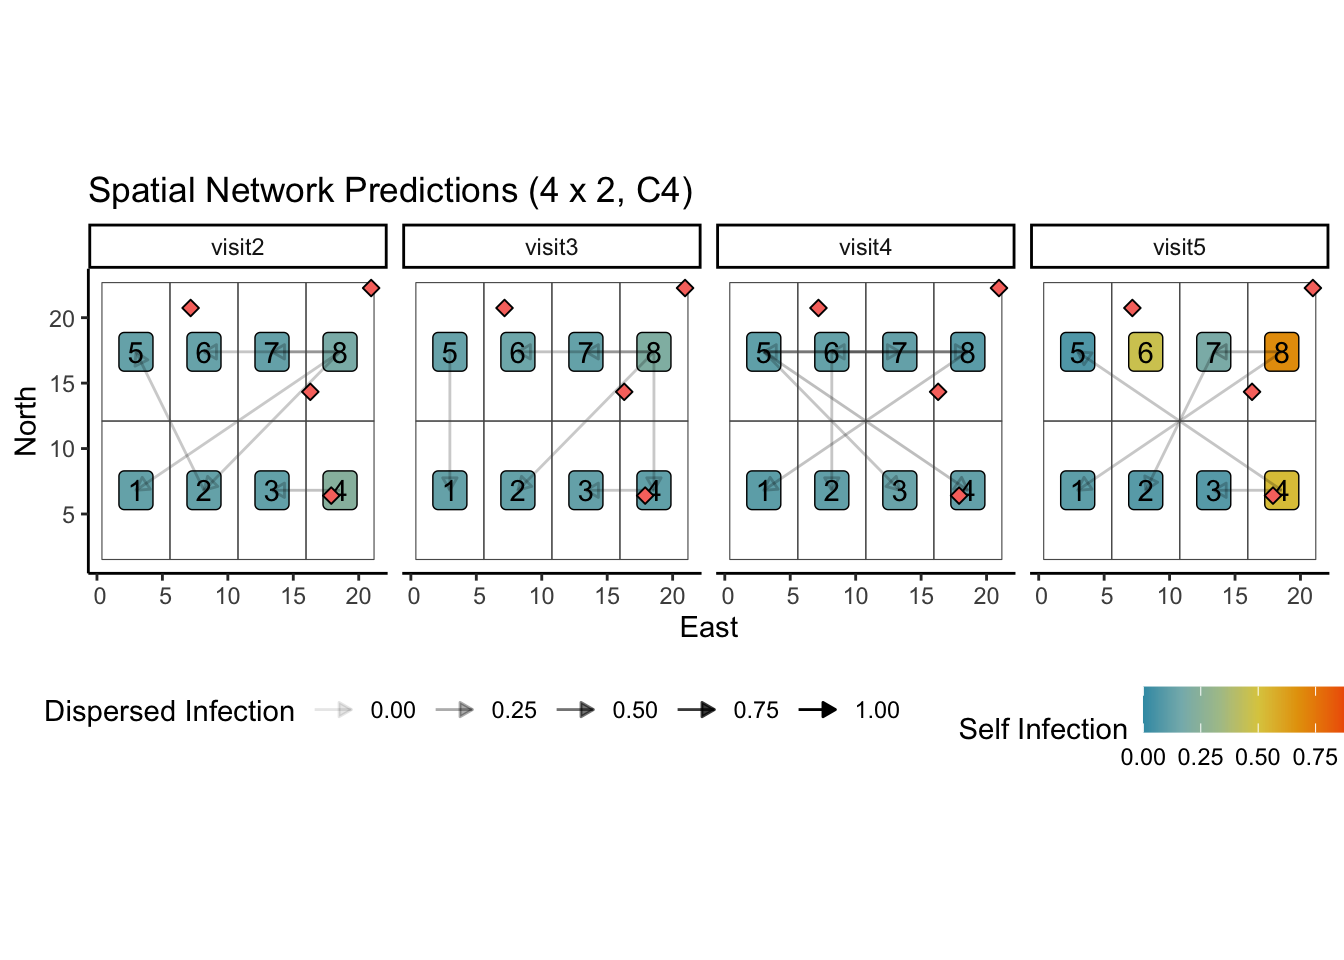 Spatial Network Predictions (4 x 2, C4)
visit2 visit3 visit4 visit5
20
15
10
5
North
5 6 7 8 5 6 7 8 5 6 7 8 5 6 7 8
1 2 3 4 1 2 3 4 1 2 3 4 1 2 3 4
0 5 10 15 20 0 5 10 15 20 0 5 10 15 20 0 5 10 15 20
East
Dispersed Infection 0.00 0.25 0.50 0.75 1.00
Self Infection
0.00 0.25 0.50 0.75